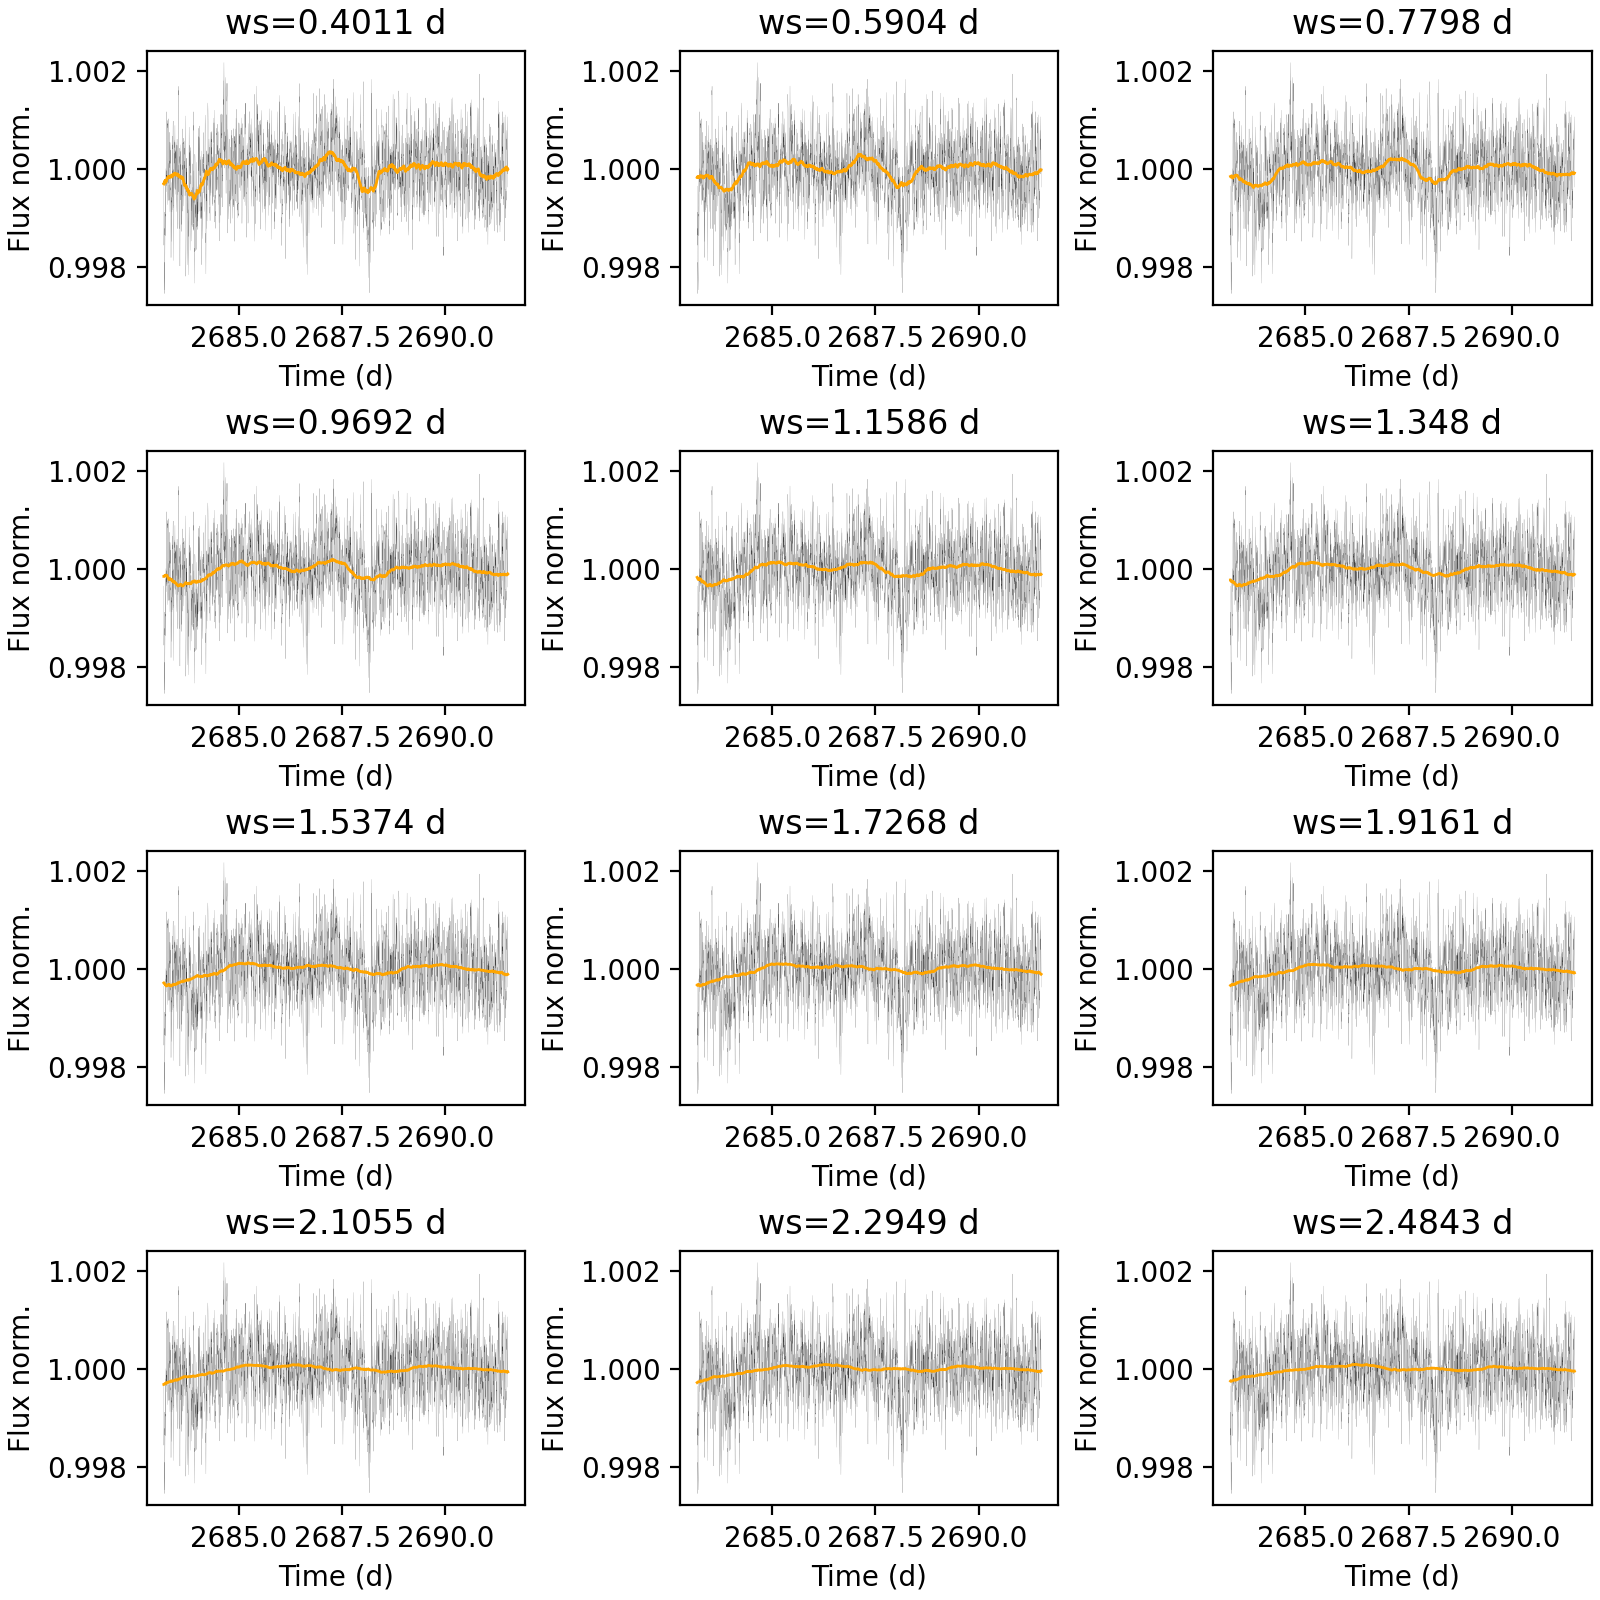 ws=0.4011 d
ws=0.5904 d
ws=0.7798 d
Flux norm.
1.002
1.000
0.998
Flux norm.
1.002
1.000
0.998
Flux norm.
1.002
1.000
0.998
2685.0 2687.5 2690.0
2685.0 2687.5 2690.0
2685.0 2687.5 2690.0
Time (d)
Time (d)
Time (d)
ws=0.9692 d
ws=1.1586 d
ws=1.348 d
Flux norm.
1.002
1.000
0.998
Flux norm.
1.002
1.000
0.998
Flux norm.
1.002
1.000
0.998
2685.0 2687.5 2690.0
2685.0 2687.5 2690.0
2685.0 2687.5 2690.0
Time (d)
Time (d)
Time (d)
ws=1.5374 d
ws=1.7268 d
ws=1.9161 d
Flux norm.
1.002
1.000
0.998
Flux norm.
1.002
1.000
0.998
Flux norm.
1.002
1.000
0.998
2685.0 2687.5 2690.0
2685.0 2687.5 2690.0
2685.0 2687.5 2690.0
Time (d)
Time (d)
Time (d)
ws=2.1055 d
ws=2.2949 d
ws=2.4843 d
Flux norm.
1.002
1.000
0.998
Flux norm.
1.002
1.000
0.998
Flux norm.
1.002
1.000
0.998
2685.0 2687.5 2690.0
2685.0 2687.5 2690.0
2685.0 2687.5 2690.0
Time (d)
Time (d)
Time (d)